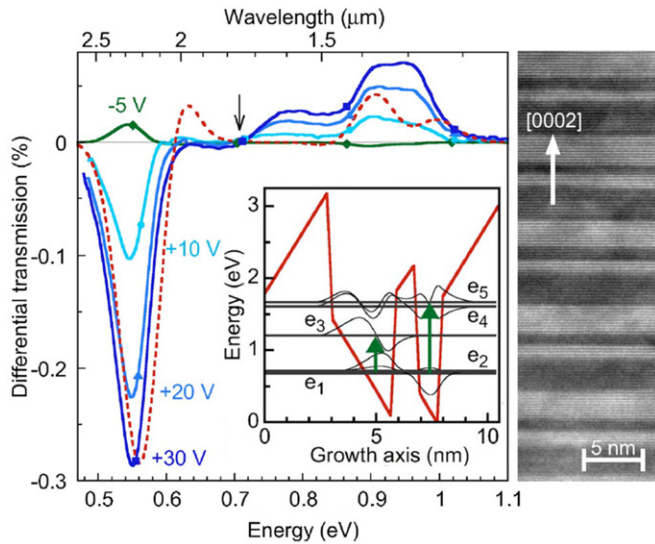 Wavelength (μm)
2.5 2 1.5
Differential transmission (%)
0
-0.1
-0.2
-0.3
-5 V
+10 V
+20 V
+30 V
Energy (eV)
3
2
1
0
e5
e4
e3
e2
e1
0 5 10
Growth axis (nm)
0.5 0.6 0.7 0.8 0.9 1 1.1
Energy (eV)
[0002]
5 nm